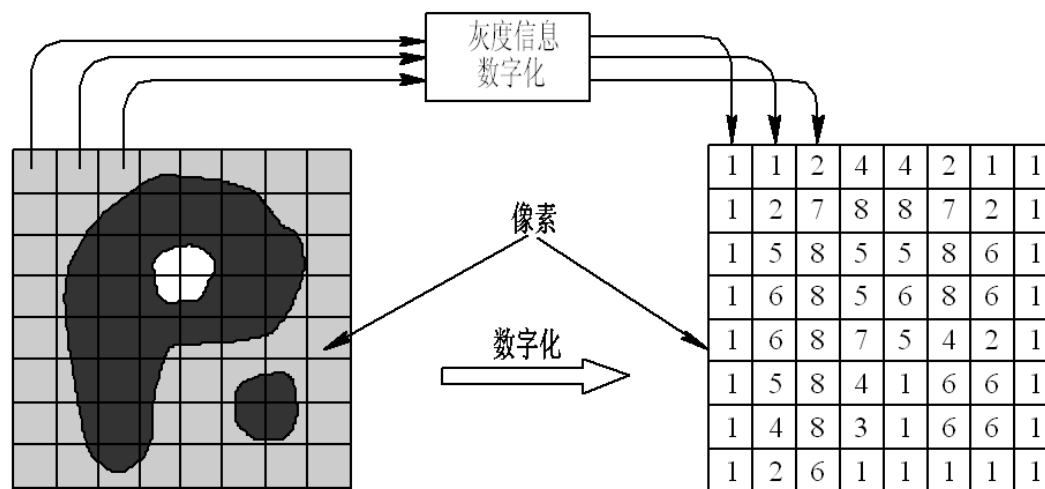 灰度信息
数字化
像素
数字化
1 1 2 4 4 2 1 1
1 2 7 8 8 7 2 1
1 5 8 5 5 8 6 1
1 6 8 5 6 8 6 1
1 6 8 7 5 4 2 1
1 5 8 4 1 6 6 1
1 4 8 3 1 6 6 1
1 2 6 1 1 1 1 1